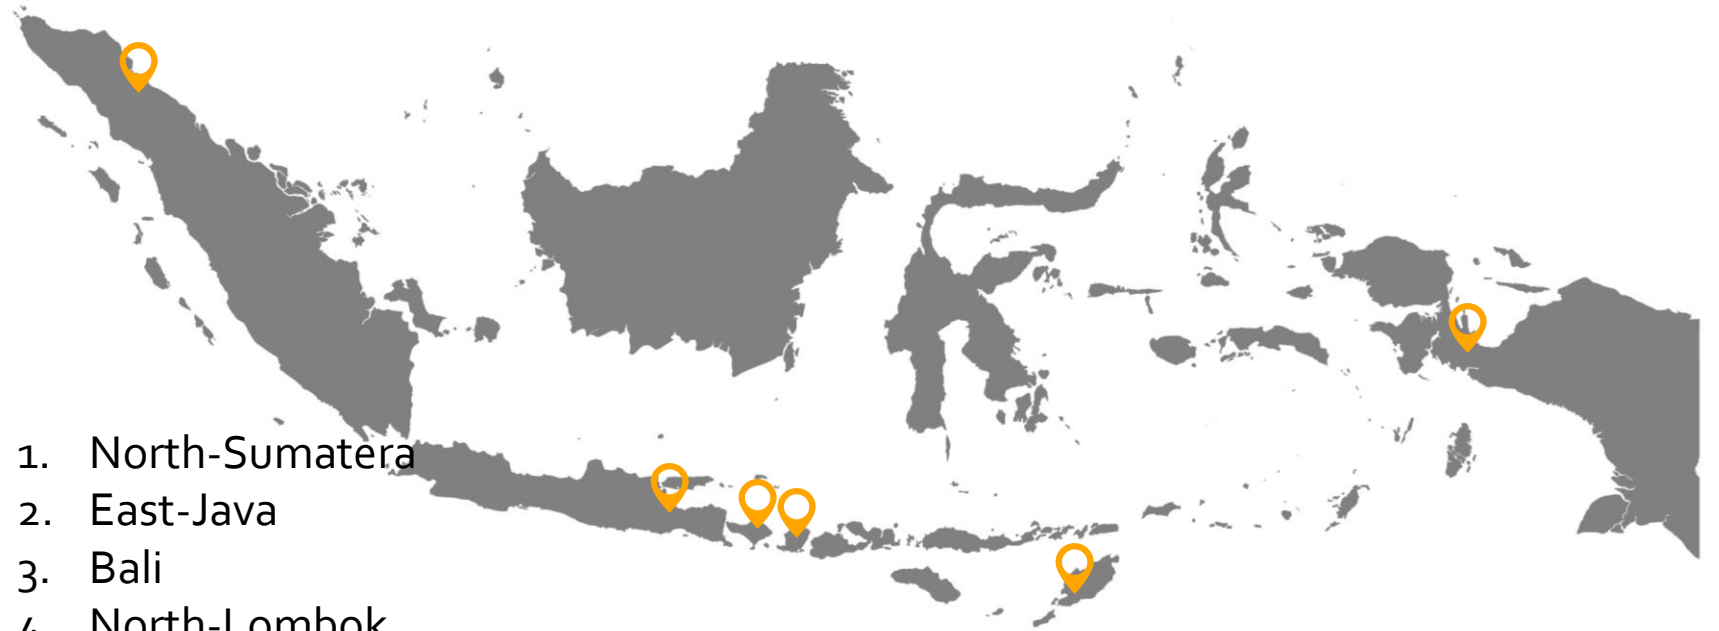 1. North-Sumatera
2. East-Java
3. Bali
4. North-Lombok